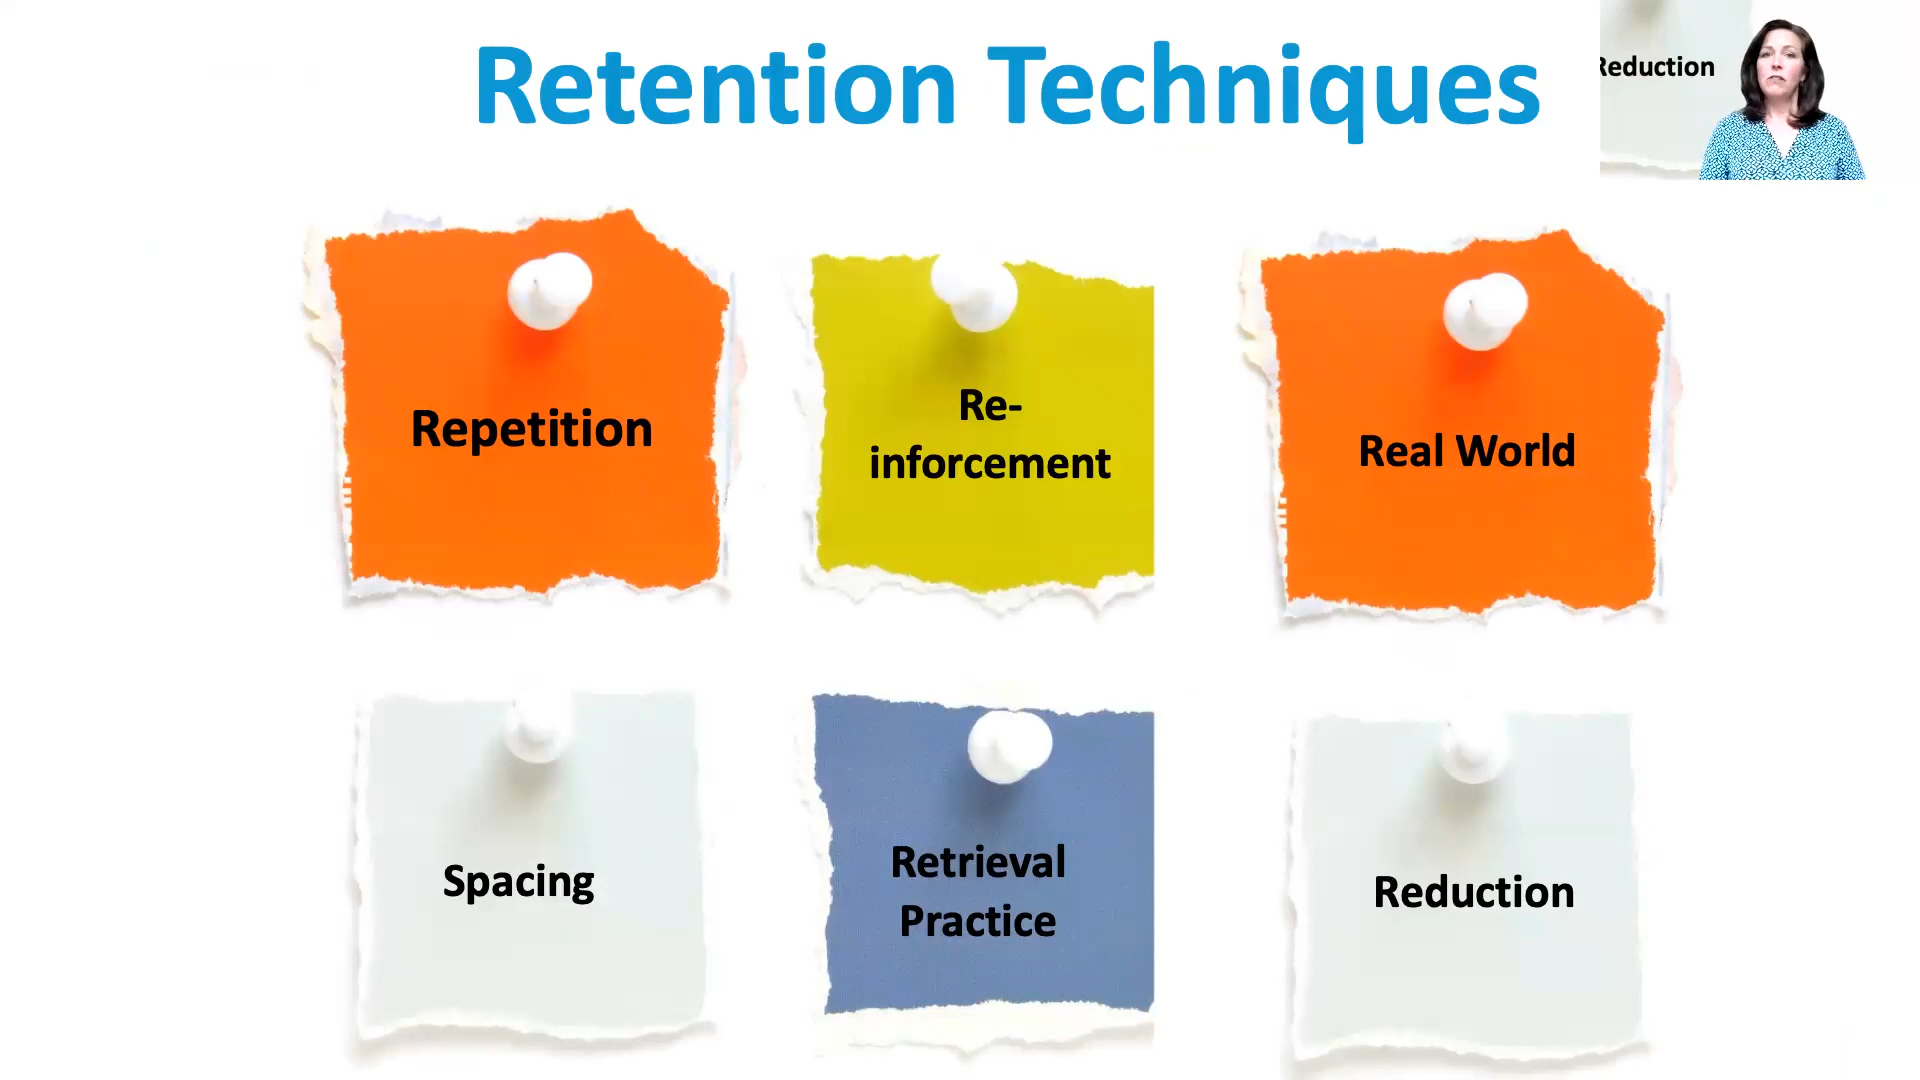 Retention Techniques
Reduction
Repetition
Re-
inforcement
Real World
Spacing
Retrieval
Practice
Reduction